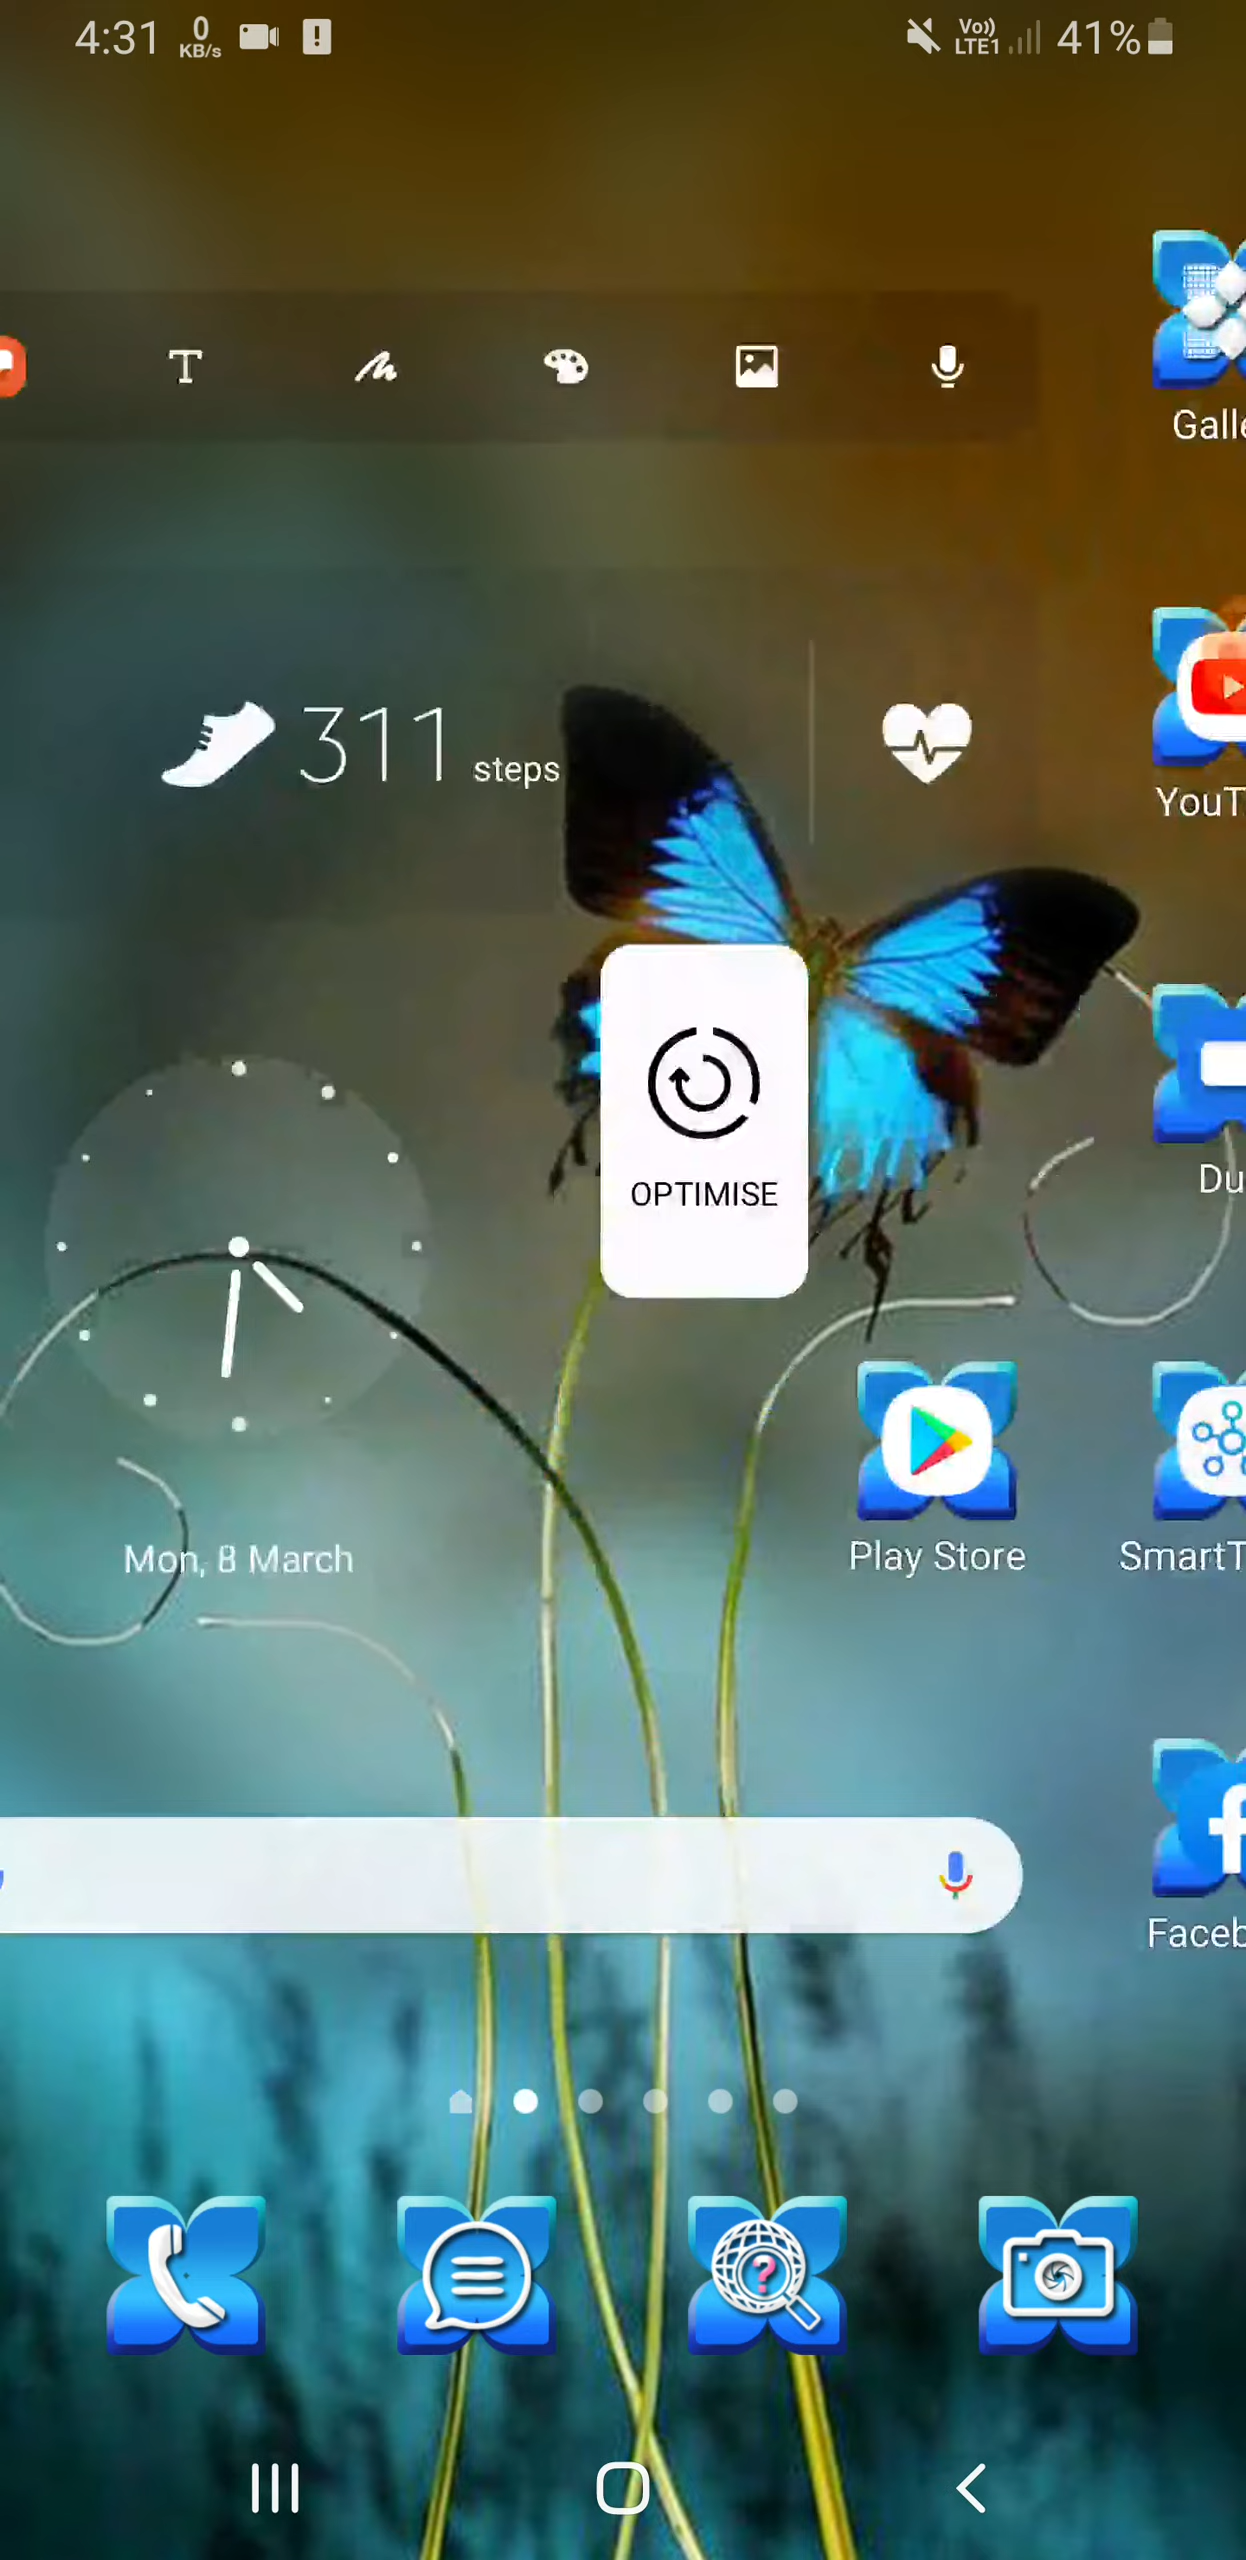 4:31 0 KB/s Vo)) LTE1 41%
T
Galle
311 steps
YouT
OPTIMISE
Du
Play Store
SmartT
Mon, 8 March
Faceb
?